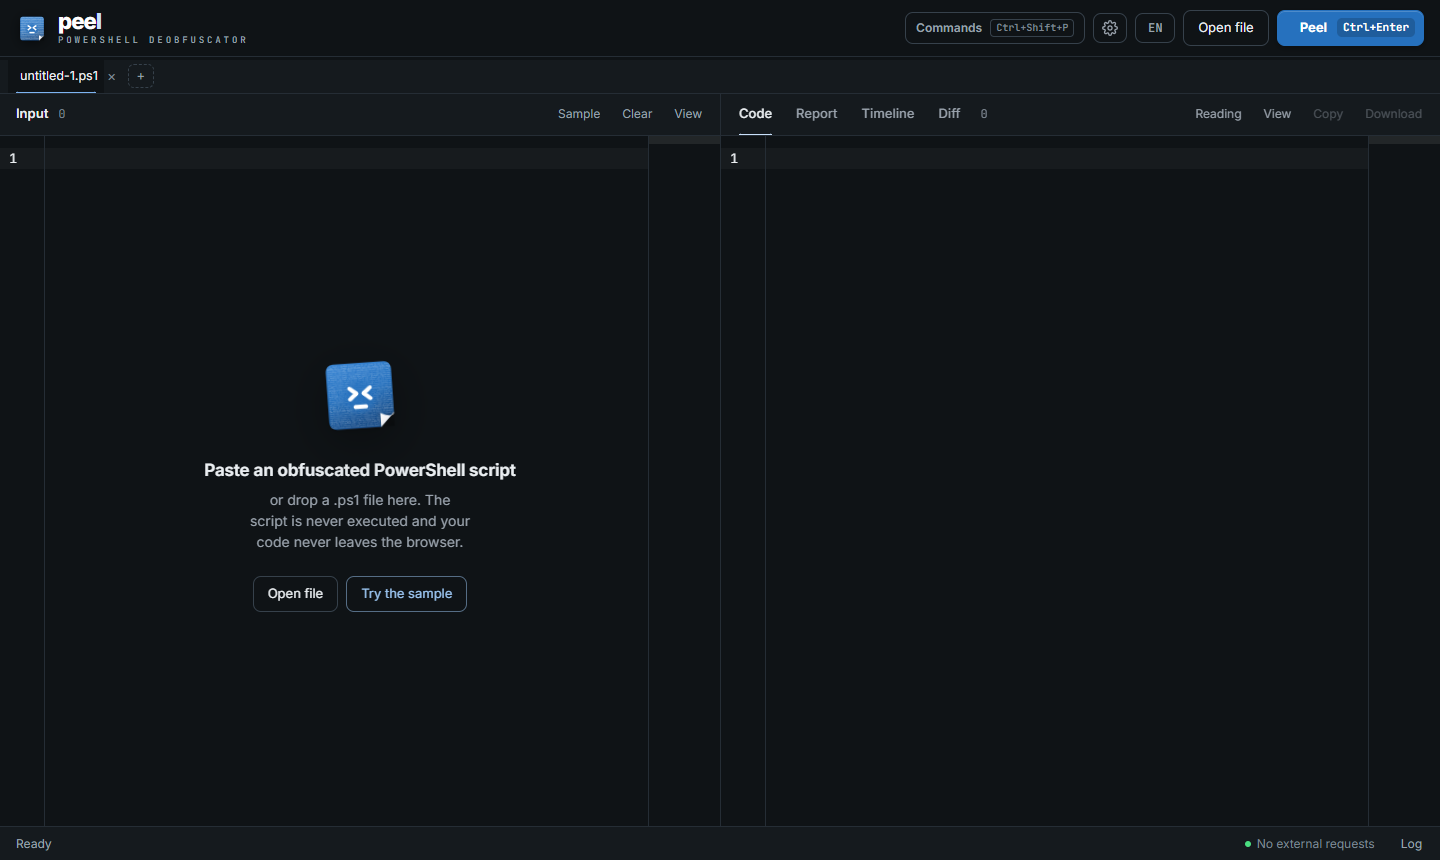 peel
POWERSHELL DEOBFUSCATOR
Commands Ctrl+Shift+P
EN
Open file
Peel Ctrl+Enter
untitled-1.ps1 ×
+
Input 0
Sample Clear View
Code Report Timeline Diff 0
Reading View Copy Download
1
1
Paste an obfuscated PowerShell script
or drop a .ps1 file here. The
script is never executed and your
code never leaves the browser.
Open file
Try the sample
Ready
No external requests
Log